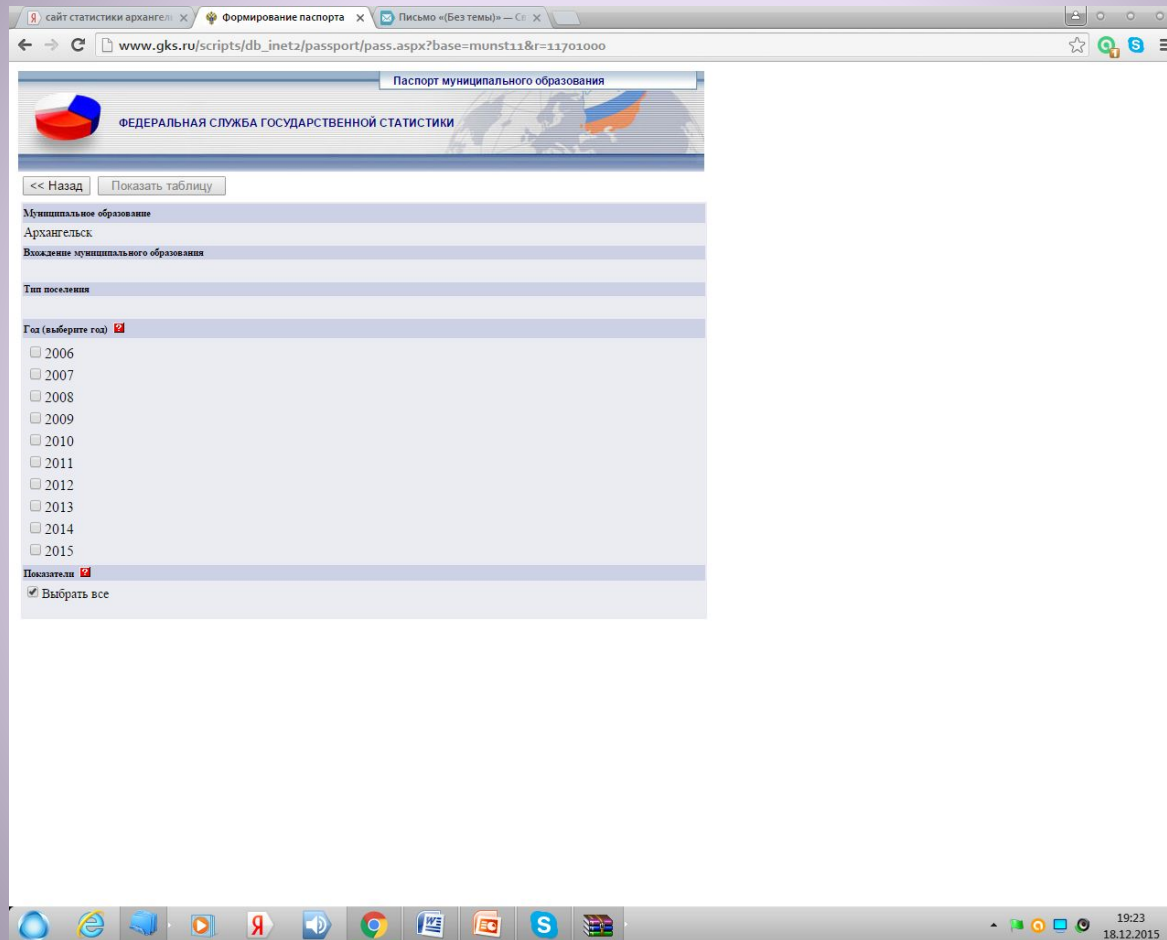 сайт статистики архангел
Формирование паспорта
Письмо «(Без темы)» — Св
www.gks.ru/scripts/db_inet2/passport/pass.aspx?base=munst11&r=11701000
Паспорт муниципального образования
ФЕДЕРАЛЬНАЯ СЛУЖБА ГОСУДАРСТВЕННОЙ СТАТИСТИКИ
<< Назад Показать таблицу
Муниципальное образование
Архангельск
Вхождение муниципального образования
Тип поселения
Год (выберите год) ?
2006
2007
2008
2009
2010
2011
2012
2013
2014
2015
Показатели ?
Выбрать все
19:23
18.12.2015